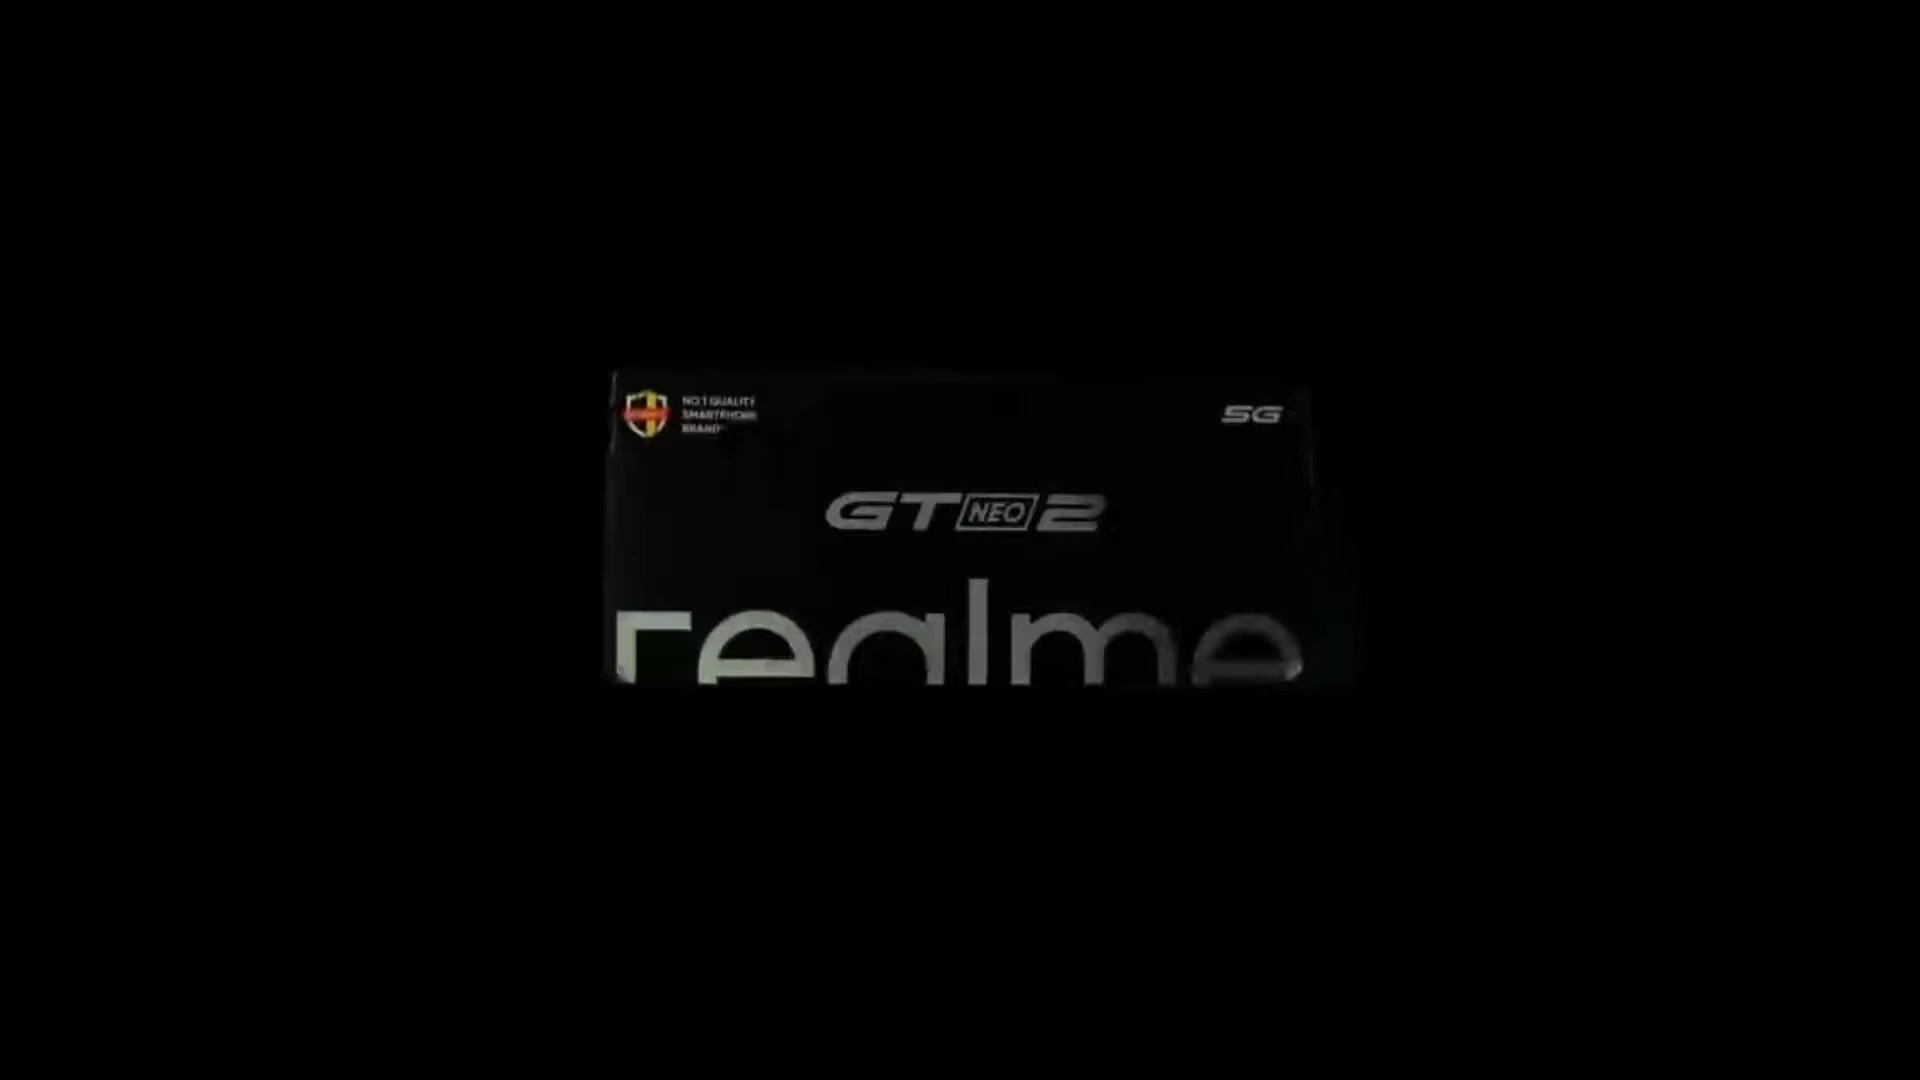 NO.1 QUALITY
SMARTPHONE
BRAND
5G
GT NEO 2
realme